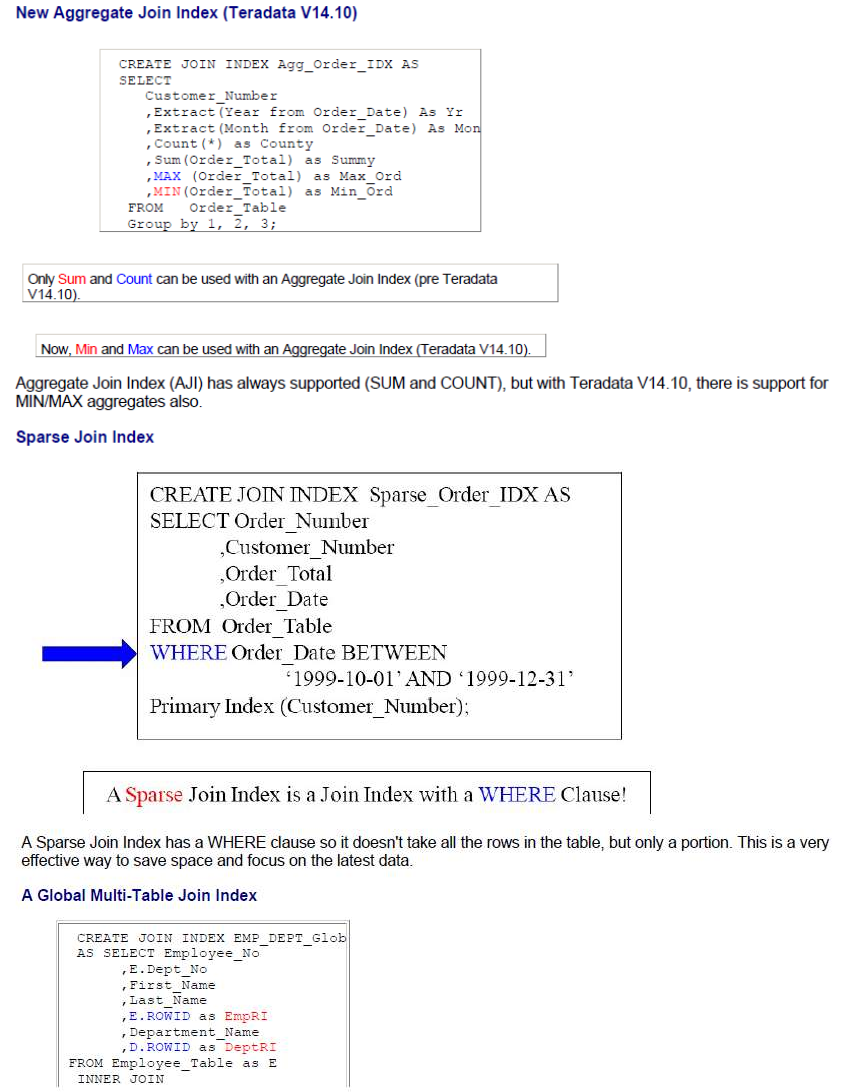 New Aggregate Join Index (Teradata V14.10)
CREATE JOIN INDEX Agg_Order_IDX AS
SELECT
Customer_Number
,Extract(Year from Order_Date) As Yr
,Extract(Month from Order_Date) As Mon
,Count(*) as County
,Sum(Order_Total) as Summy
,MAX (Order_Total) as Max_Ord
,MIN(Order_Total) as Min_Ord
FROM Order_Table
Group by 1, 2, 3;
Only Sum and Count can be used with an Aggregate Join Index (pre Teradata
V14.10).
Now, Min and Max can be used with an Aggregate Join Index (Teradata V14.10).
Aggregate Join Index (AJI) has always supported (SUM and COUNT), but with Teradata V14.10, there is support for
MIN/MAX aggregates also.
Sparse Join Index
CREATE JOIN INDEX Sparse_Order_IDX AS
SELECT Order_Number
,Customer_Number
,Order_Total
,Order_Date
FROM Order_Table
WHERE Order_Date BETWEEN
‘1999-10-01’ AND ‘1999-12-31’
Primary Index (Customer_Number);
A Sparse Join Index is a Join Index with a WHERE Clause!
A Sparse Join Index has a WHERE clause so it doesn't take all the rows in the table, but only a portion. This is a very
effective way to save space and focus on the latest data.
A Global Multi-Table Join Index
CREATE JOIN INDEX EMP_DEPT_Glob
AS SELECT Employee_No
,E.Dept_No
,First_Name
,Last_Name
,E.ROWID as EmpRI
,Department_Name
,D.ROWID as DeptRI
FROM Employee_Table as E
INNER JOIN